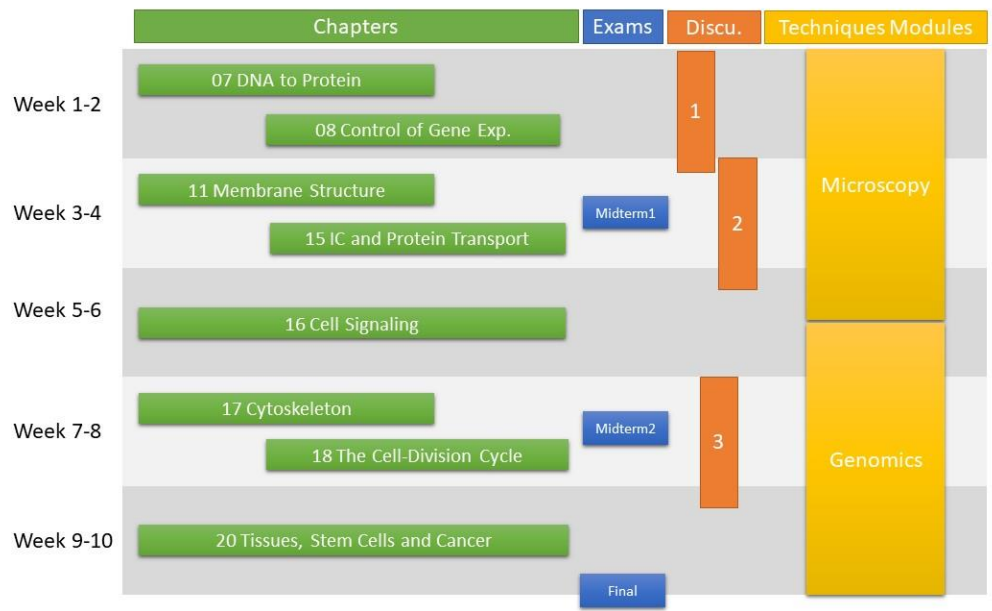 Chapters
Exams
Discu.
Techniques Modules
Week 1-2
07 DNA to Protein
08 Control of Gene Exp.
1
Microscopy
Week 3-4
11 Membrane Structure
15 IC and Protein Transport
Midterm1
2
Week 5-6
16 Cell Signaling
Week 7-8
17 Cytoskeleton
18 The Cell-Division Cycle
Midterm2
3
Genomics
Week 9-10
20 Tissues, Stem Cells and Cancer
Final